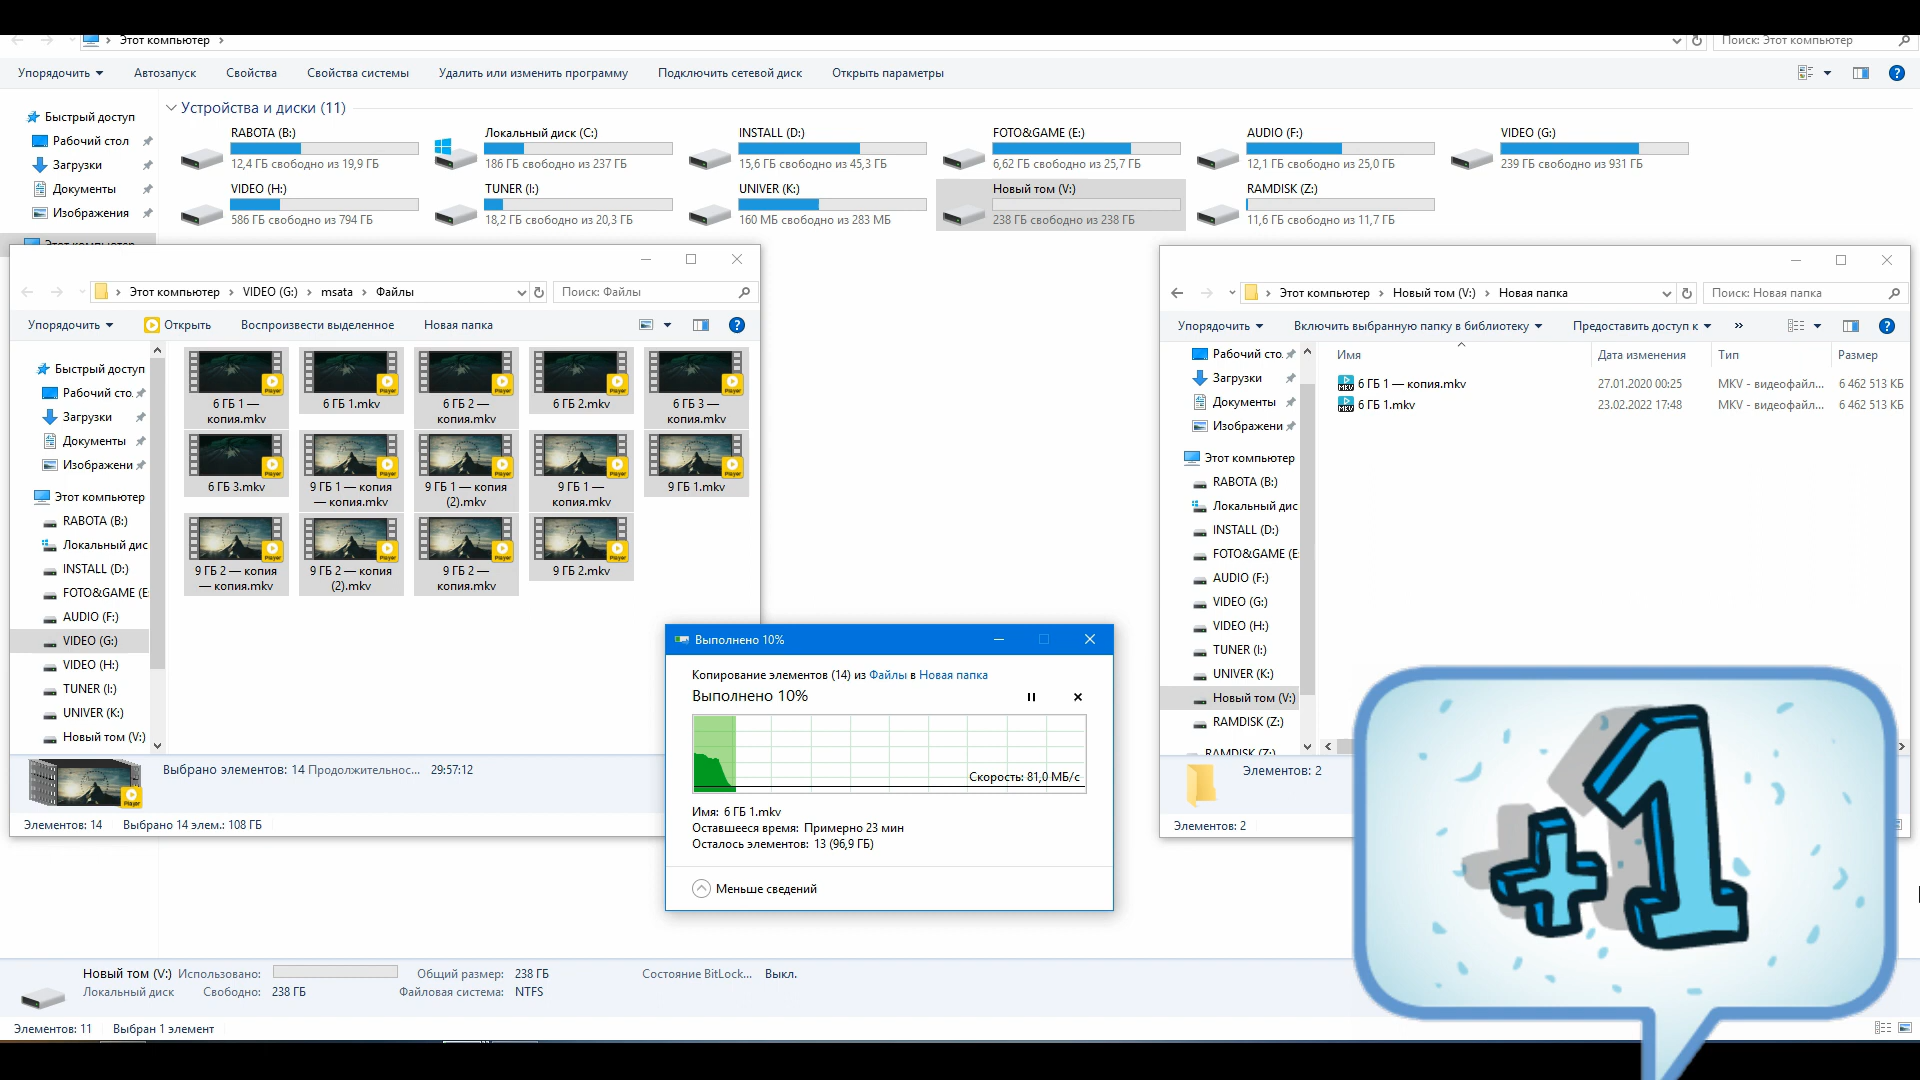 Этот компьютер
Поиск: Этот компьютер
Упорядочить Автозапуск Свойства Свойства системы Удалить или изменить программу Подключить сетевой диск Открыть параметры
Быстрый доступ
Рабочий стол
Загрузки
Документы
Изображения
Этот компьютер
Устройства и диски (11)
RABOTA (B:)
12,4 ГБ свободно из 19,9 ГБ
Локальный диск (C:)
186 ГБ свободно из 237 ГБ
INSTALL (D:)
15,6 ГБ свободно из 45,3 ГБ
FOTO&GAME (E:)
6,62 ГБ свободно из 25,7 ГБ
AUDIO (F:)
12,1 ГБ свободно из 25,0 ГБ
VIDEO (G:)
239 ГБ свободно из 931 ГБ
VIDEO (H:)
586 ГБ свободно из 794 ГБ
TUNER (I:)
18,2 ГБ свободно из 20,3 ГБ
UNIVER (K:)
160 МБ свободно из 283 МБ
Новый том (V:)
238 ГБ свободно из 238 ГБ
RAMDISK (Z:)
11,6 ГБ свободно из 11,7 ГБ
Этот компьютер VIDEO (G:) msata Файлы
Поиск: Файлы
Упорядочить Открыть Воспроизвести выделенное Новая папка
Быстрый доступ
Рабочий сто.
Загрузки
Документы
Изображени
Этот компьютер
RABOTA (B:)
Локальный дис
INSTALL (D:)
FOTO&GAME (E
AUDIO (F:)
VIDEO (G:)
VIDEO (H:)
TUNER (I:)
UNIVER (K:)
Новый том (V:)
6 ГБ 1 —
копия.mkv
6 ГБ 1.mkv
6 ГБ 2 —
копия.mkv
6 ГБ 2.mkv
6 ГБ 3 —
копия.mkv
6 ГБ 3.mkv
9 ГБ 1 — копия
— копия.mkv
9 ГБ 1 — копия
(2).mkv
9 ГБ 1 —
копия.mkv
9 ГБ 1.mkv
9 ГБ 2 — копия
— копия.mkv
9 ГБ 2 — копия
(2).mkv
9 ГБ 2 —
копия.mkv
9 ГБ 2.mkv
Выбрано элементов: 14 Продолжительнос... 29:57:12
Элементов: 14 Выбрано 14 элем.: 108 ГБ
Выполнено 10%
Копирование элементов (14) из Файлы в Новая папка
Выполнено 10%
Скорость: 81,0 МБ/с
Имя: 6 ГБ 1.mkv
Оставшееся время: Примерно 23 мин
Осталось элементов: 13 (96,9 ГБ)
Меньше сведений
Этот компьютер Новый том (V:) Новая папка
Поиск: Новая папка
Упорядочить Включить выбранную папку в библиотеку Предоставить доступ к »
Рабочий сто.
Загрузки
Документы
Изображени
Этот компьютер
RABOTA (B:)
Локальный дис
INSTALL (D:)
FOTO&GAME (E
AUDIO (F:)
VIDEO (G:)
VIDEO (H:)
TUNER (I:)
UNIVER (K:)
Новый том (V:)
RAMDISK (Z:)
RAMDISK (Z:)
Имя Дата изменения Тип Размер
6 ГБ 1 — копия.mkv 27.01.2020 00:25 MKV - видеофайл... 6 462 513 КБ
6 ГБ 1.mkv 23.02.2022 17:48 MKV - видеофайл... 6 462 513 КБ
Элементов: 2
Элементов: 2
+1
Новый том (V:) Использовано: Общий размер: 238 ГБ Состояние BitLock... Выкл.
Локальный диск Свободно: 238 ГБ Файловая система: NTFS
Элементов: 11 Выбран 1 элемент